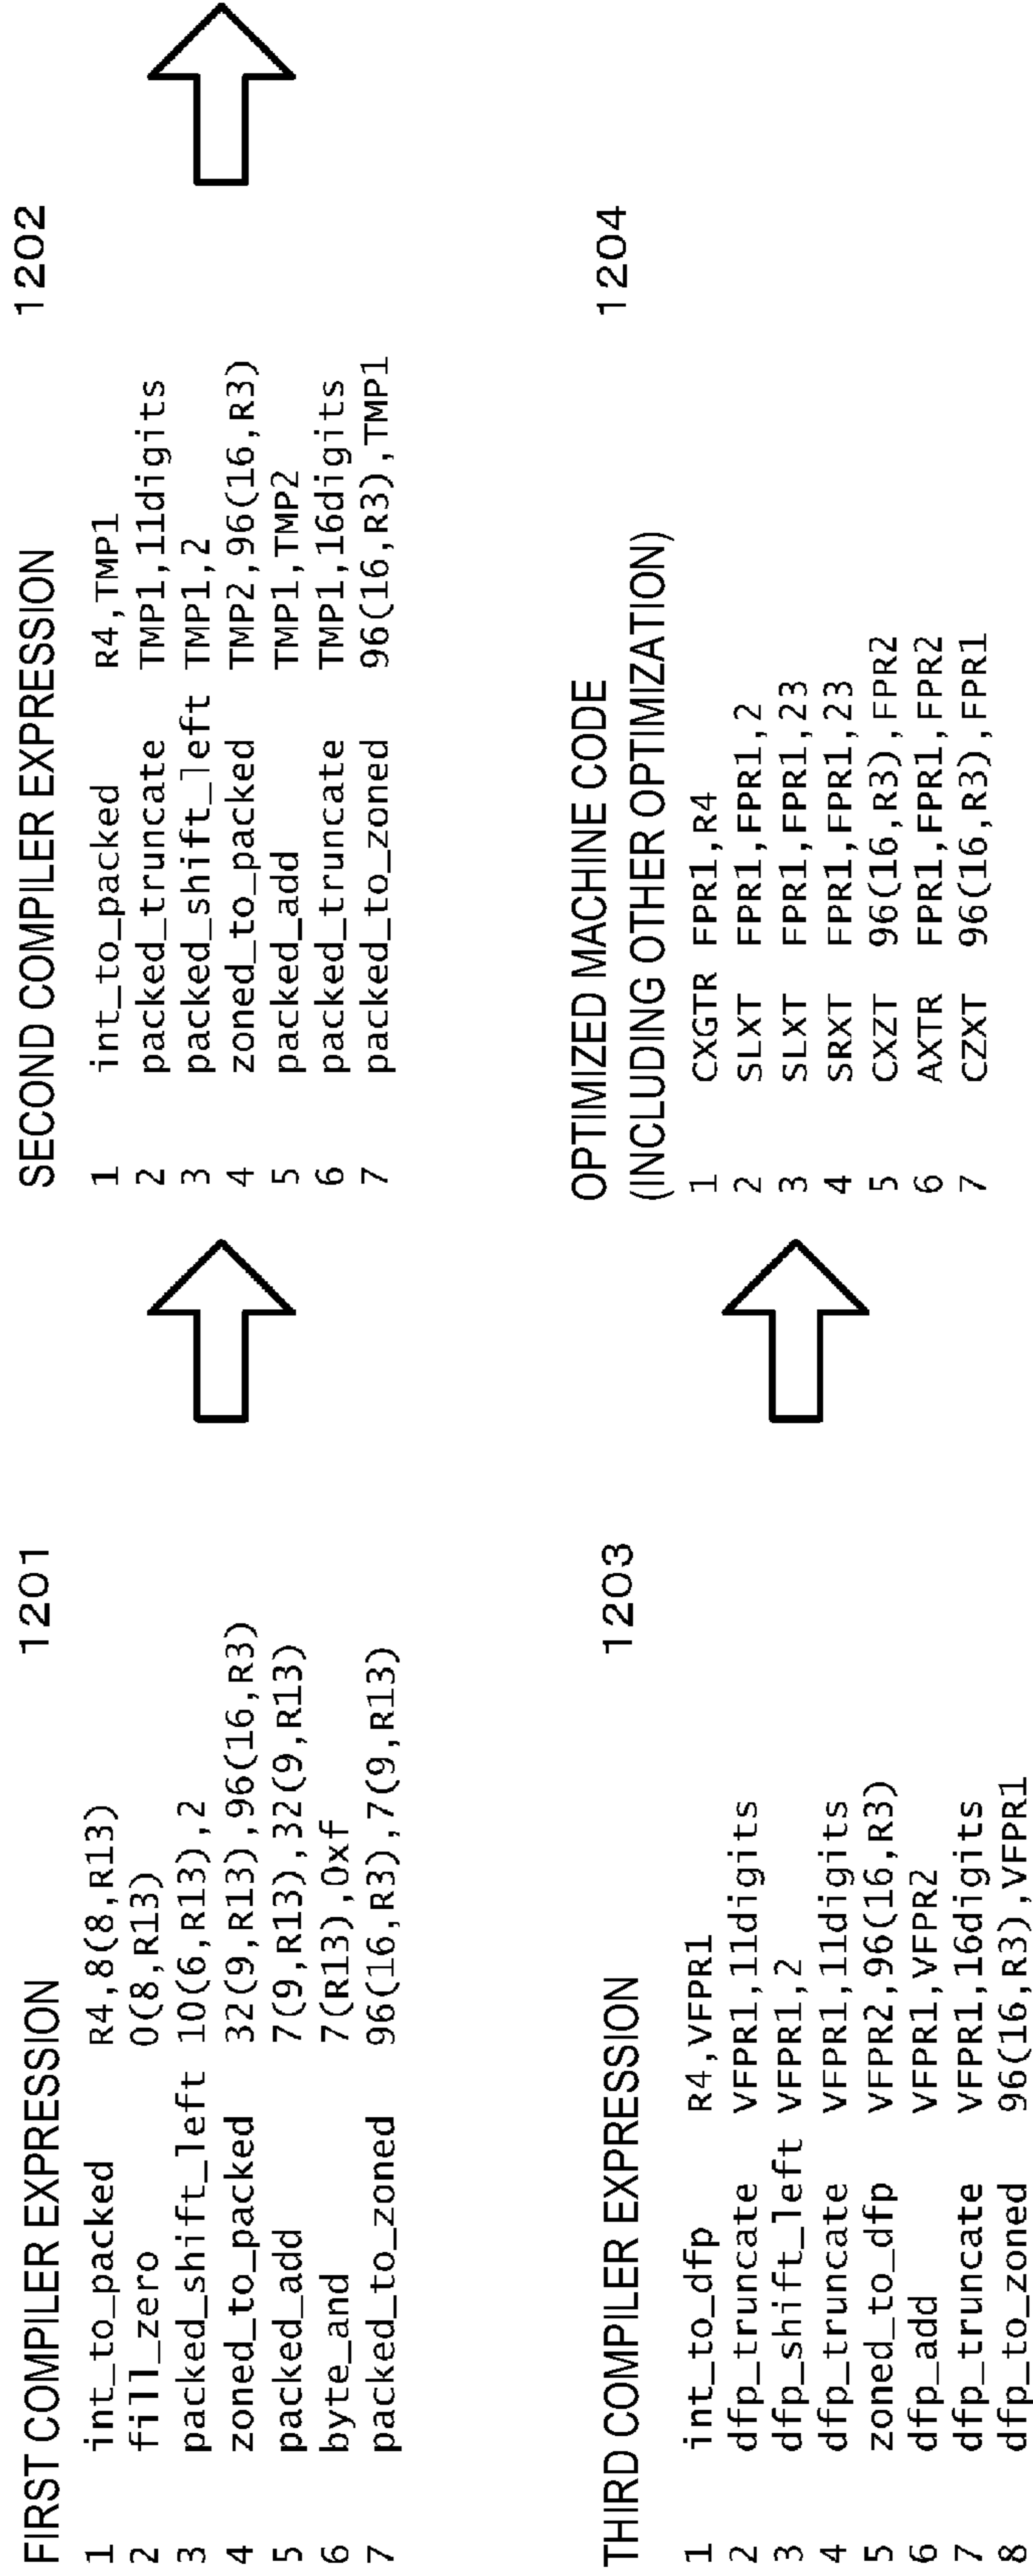 FIRST COMPILER EXPRESSION 1201
1 int_to_packed R4,8(8,R13)
2 fill_zero 0(8,R13)
3 packed_shift_left 10(6,R13),2
4 zoned_to_packed 32(9,R13),96(16,R3)
5 packed_add 7(9,R13),32(9,R13)
6 byte_and 7(R13),0xf
7 packed_to_zoned 96(16,R3),7(9,R13)
SECOND COMPILER EXPRESSION 1202
1 int_to_packed R4,TMP1
2 packed_truncate TMP1,11digits
3 packed_shift_left TMP1,2
4 zoned_to_packed TMP2,96(16,R3)
5 packed_add TMP1,TMP2
6 packed_truncate TMP1,16digits
7 packed_to_zoned 96(16,R3),TMP1
THIRD COMPILER EXPRESSION 1203
1 int_to_dfp R4,VFPR1
2 dfp_truncate VFPR1,11digits
3 dfp_shift_left VFPR1,2
4 dfp_truncate VFPR1,11digits
5 zoned_to_dfp VFPR2,96(16,R3)
6 dfp_add VFPR1,VFPR2
7 dfp_truncate VFPR1,16digits
8 dfp_to_zoned 96(16,R3),VFPR1
OPTIMIZED MACHINE CODE 1204
(INCLUDING OTHER OPTIMIZATION)
1 CXGTR FPR1,R4
2 SLXT FPR1,FPR1,2
3 SLXT FPR1,FPR1,23
4 SRXT FPR1,FPR1,23
5 CXZT 96(16,R3),FPR2
6 AXTR FPR1,FPR1,FPR2
7 CZXT 96(16,R3),FPR1